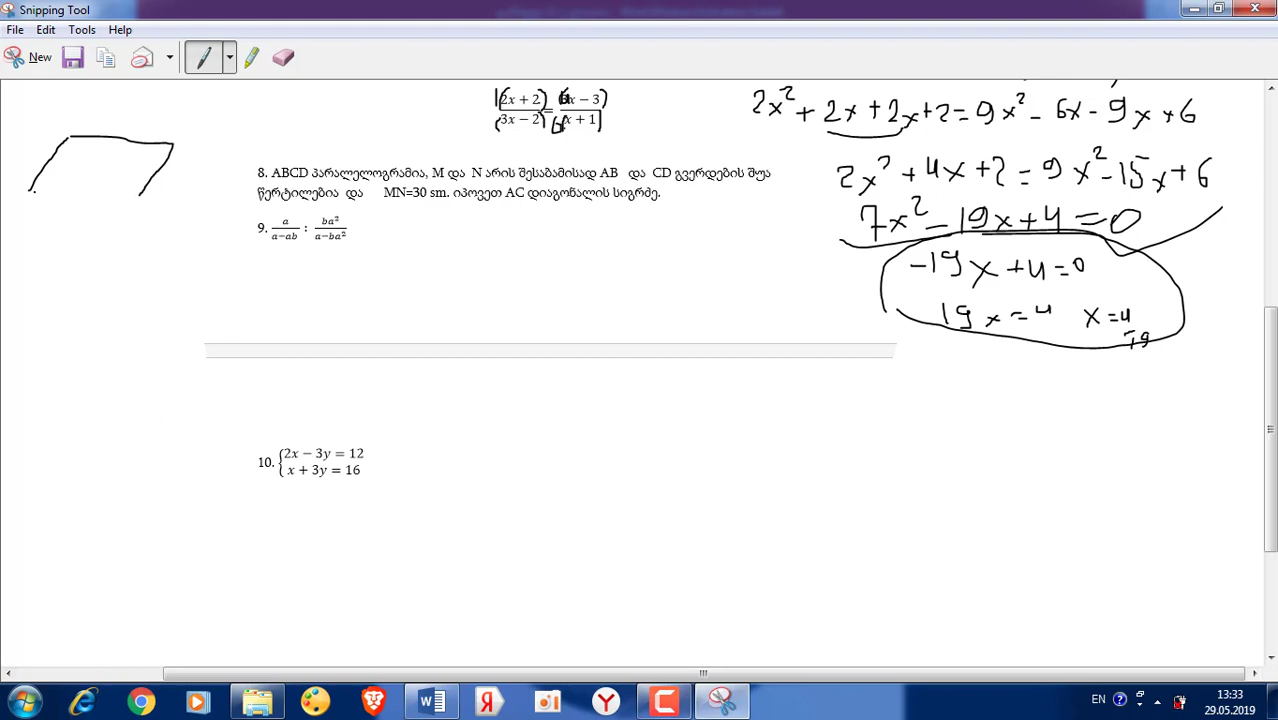 Snipping Tool
File Edit Tools Help
New
2x + 2 / 3x − 2 = x − 3 / x + 1
8. ABCD პარალელოგრამია, M და N არის შესაბამისად AB და CD გვერდების შუა
წერტილებია და MN=30 sm. იპოვეთ AC დიაგონალის სიგრძე.
9. a/(a−ab) : ba²/(a−ba²)
10. {2x − 3y = 12
x + 3y = 16
2x² + 2x + 2x + 2 = 9x² − 6x − 9x + 6
2x² + 4x + 2 = 9x² − 15x + 6
7x² − 19x + 4 = 0
−19x + 4 = 0
19x = 4 x = 4/19
EN
13:33
29.05.2019